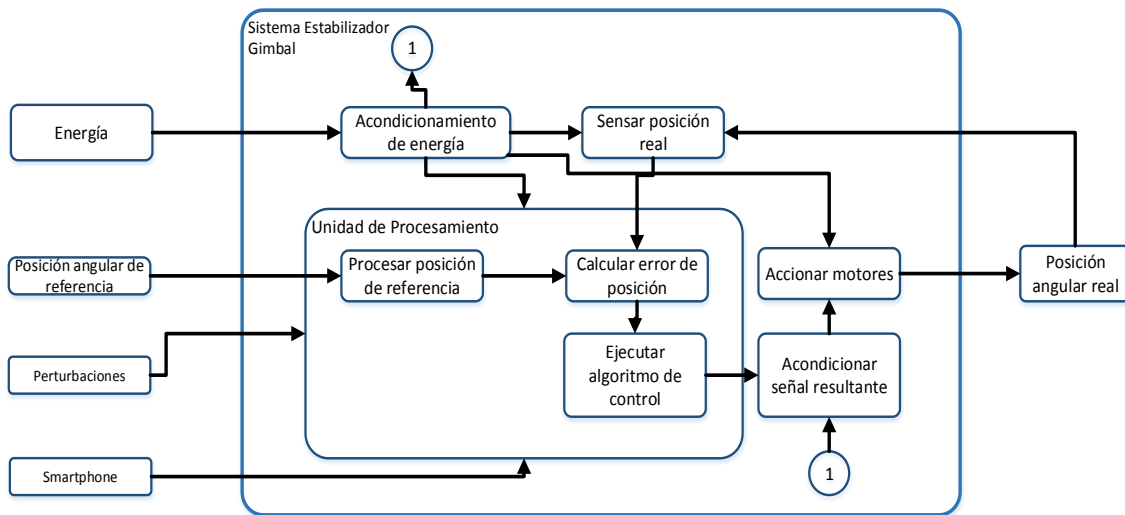 Sistema Estabilizador
Gimbal
1
Energía
Acondicionamiento
de energía
Sensar posición
real
Unidad de Procesamiento
Posición angular de
referencia
Procesar posición
de referencia
Calcular error de
posición
Accionar motores
Posición
angular real
Perturbaciones
Ejecutar
algoritmo de
control
Acondicionar
señal resultante
Smartphone
1